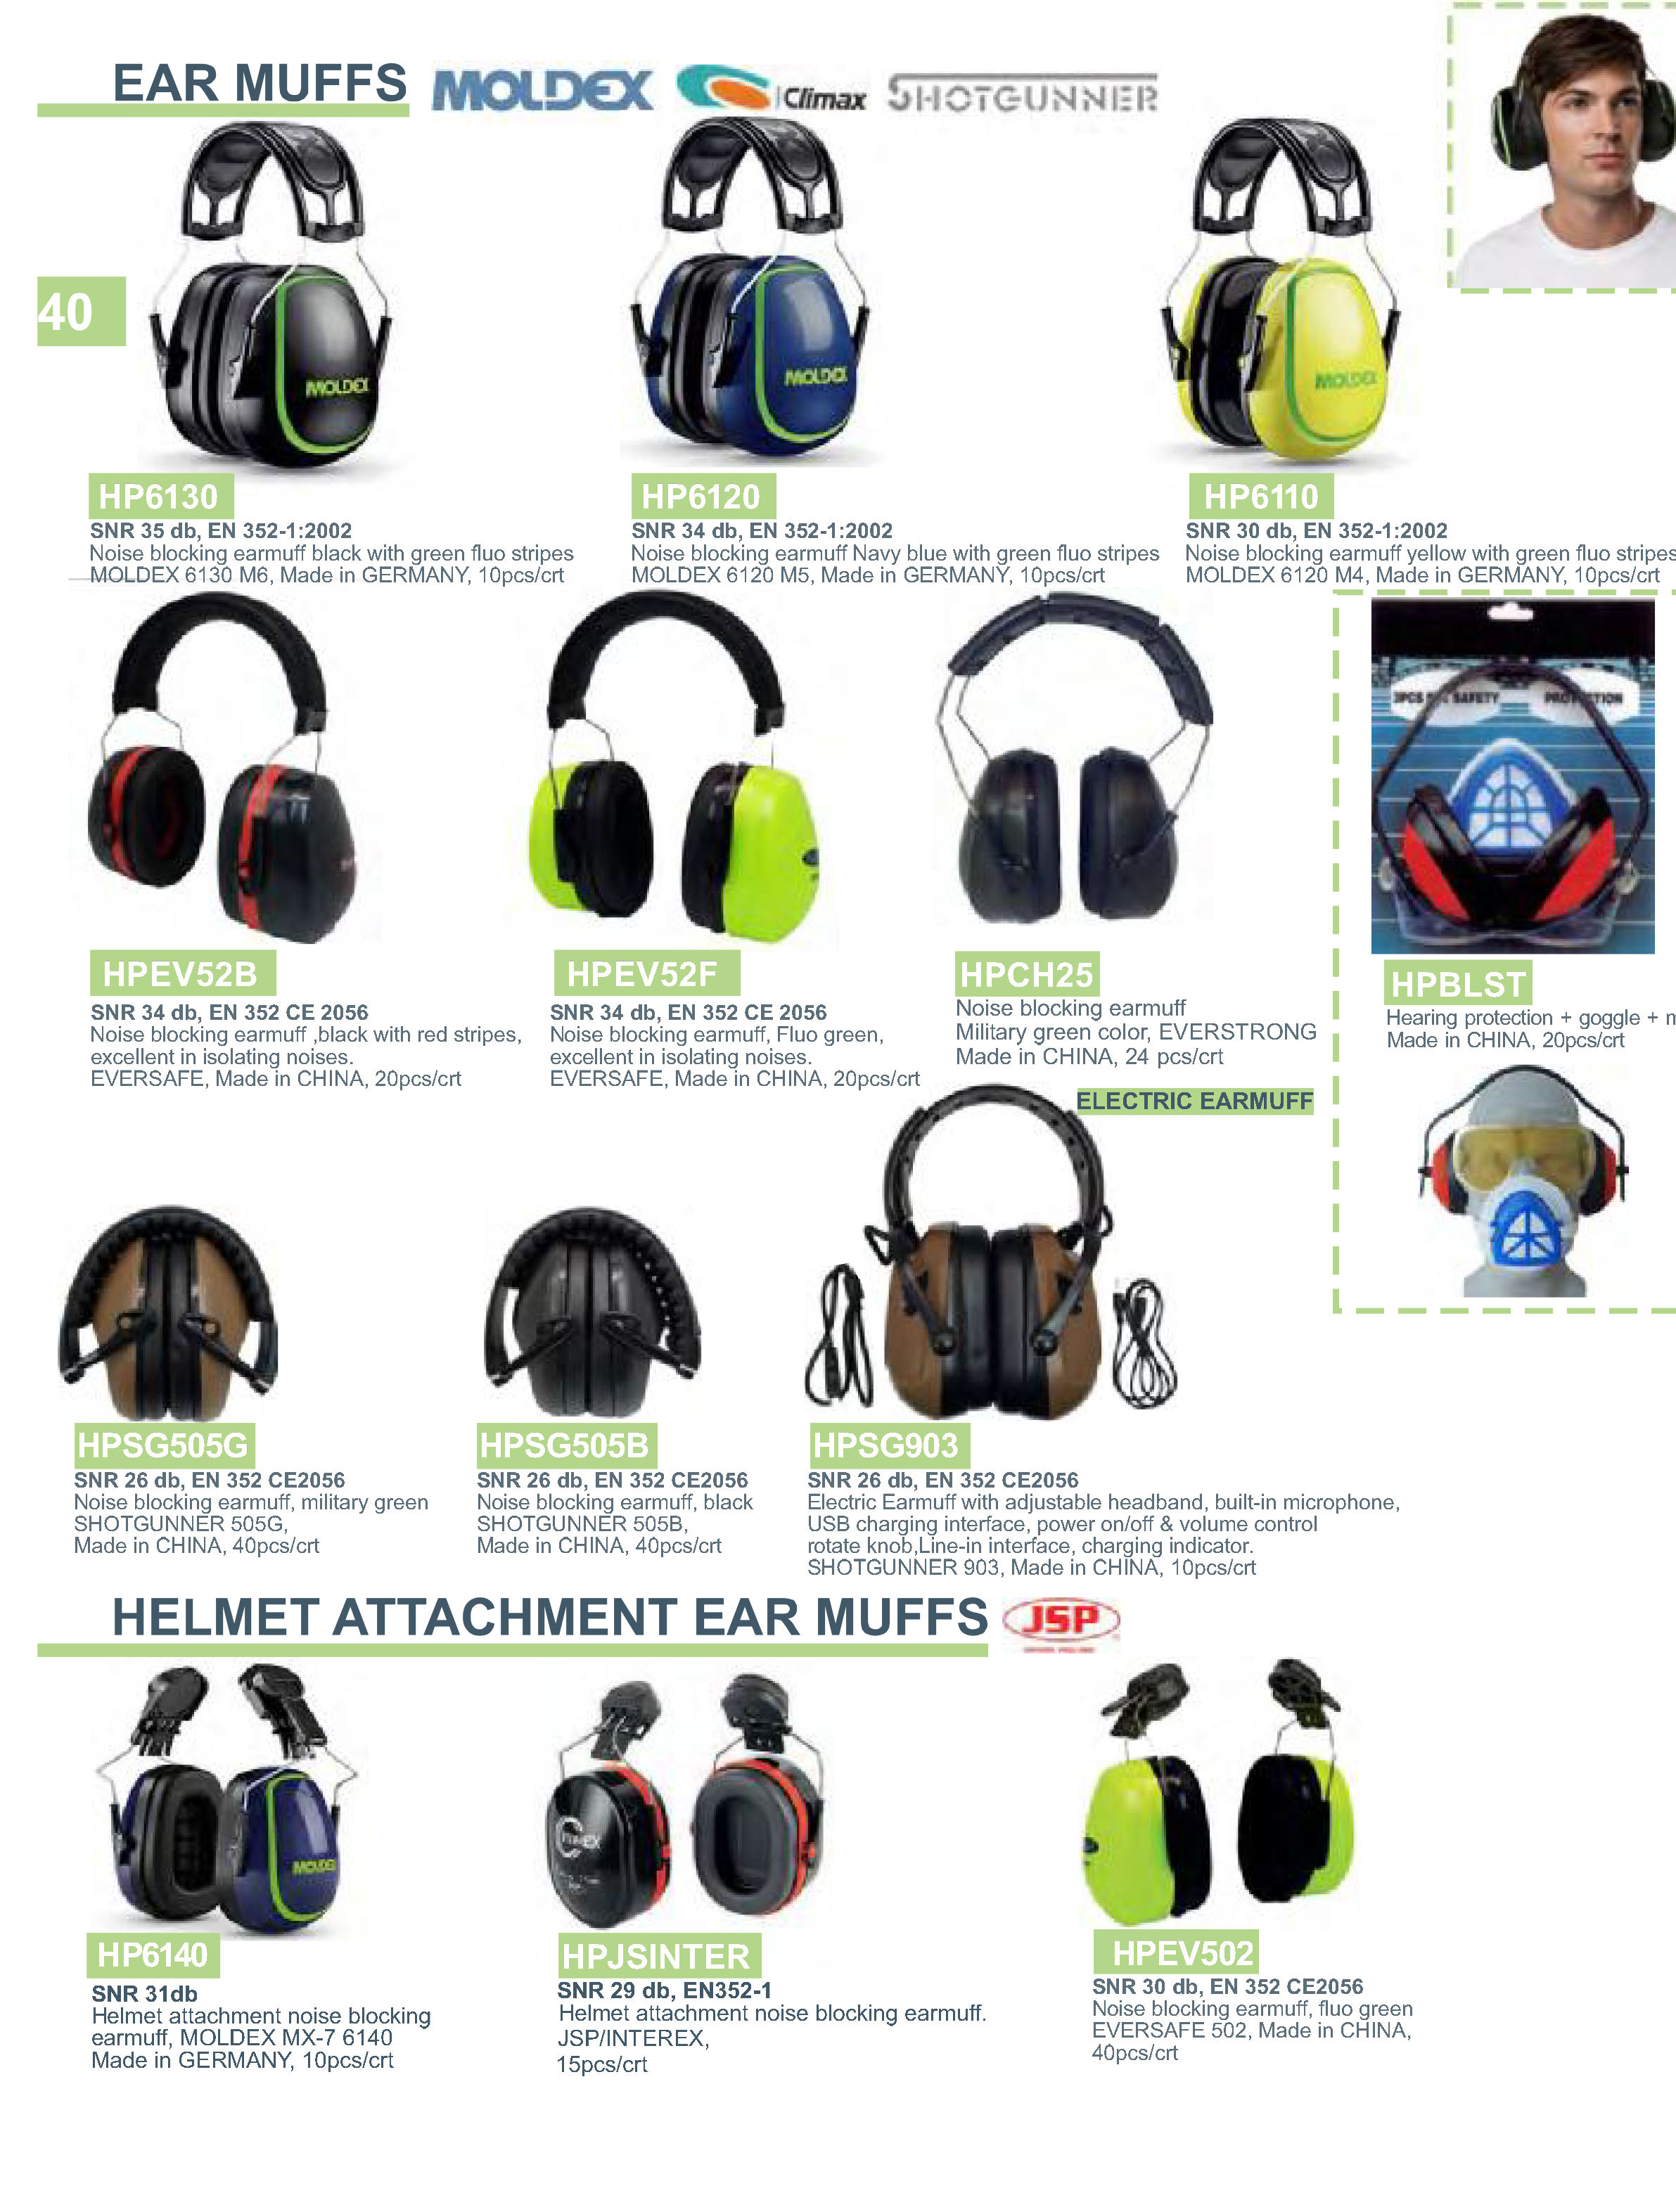 EAR MUFFS MOLDEX Climax SHOTGUNNER
40
MOLDEX
MOLDEX
MOLDEX
HP6130
SNR 35 db, EN 352-1:2002
Noise blocking earmuff black with green fluo stripes
MOLDEX 6130 M6, Made in GERMANY, 10pcs/crt
HP6120
SNR 34 db, EN 352-1:2002
Noise blocking earmuff Navy blue with green fluo stripes
MOLDEX 6120 M5, Made in GERMANY, 10pcs/crt
HP6110
SNR 30 db, EN 352-1:2002
Noise blocking earmuff yellow with green fluo stripes
MOLDEX 6120 M4, Made in GERMANY, 10pcs/crt
HPEV52B
SNR 34 db, EN 352 CE 2056
Noise blocking earmuff ,black with red stripes,
excellent in isolating noises.
EVERSAFE, Made in CHINA, 20pcs/crt
HPEV52F
SNR 34 db, EN 352 CE 2056
Noise blocking earmuff, Fluo green,
excellent in isolating noises.
EVERSAFE, Made in CHINA, 20pcs/crt
HPCH25
Noise blocking earmuff
Military green color, EVERSTRONG
Made in CHINA, 24 pcs/crt
SAFETY
HPBLST
Hearing protection + goggle +
Made in CHINA, 20pcs/crt
ELECTRIC EARMUFF
HPSG505G
SNR 26 db, EN 352 CE2056
Noise blocking earmuff, military green
SHOTGUNNER 505G,
Made in CHINA, 40pcs/crt
HPSG505B
SNR 26 db, EN 352 CE2056
Noise blocking earmuff, black
SHOTGUNNER 505B,
Made in CHINA, 40pcs/crt
HPSG903
SNR 26 db, EN 352 CE2056
Electric Earmuff with adjustable headband, built-in microphone,
USB charging interface, power on/off & volume control
rotate knob,Line-in interface, charging indicator.
SHOTGUNNER 903, Made in CHINA, 10pcs/crt
HELMET ATTACHMENT EAR MUFFS JSP
MOLDEX
HP6140
SNR 31db
Helmet attachment noise blocking
earmuff, MOLDEX MX-7 6140
Made in GERMANY, 10pcs/crt
HPJSINTER
SNR 29 db, EN352-1
Helmet attachment noise blocking earmuff.
JSP/INTEREX,
15pcs/crt
HPEV502
SNR 30 db, EN 352 CE2056
Noise blocking earmuff, fluo green
EVERSAFE 502, Made in CHINA,
40pcs/crt